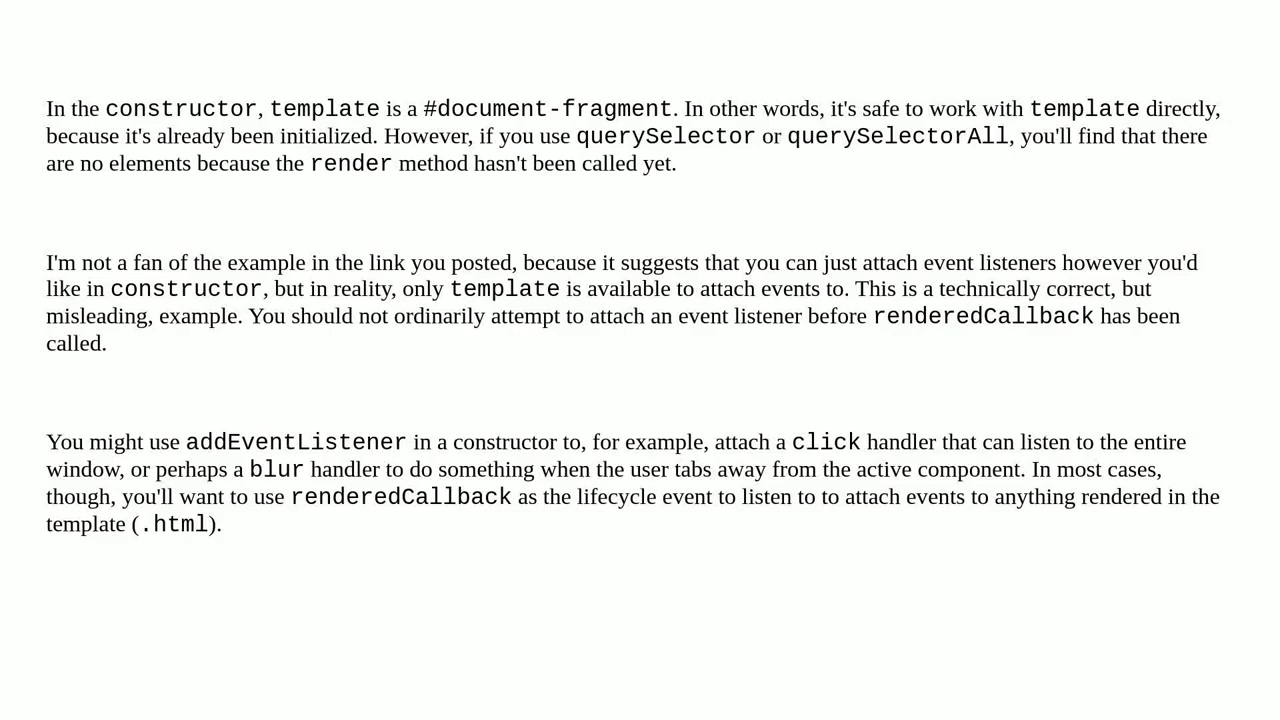 In the constructor, template is a #document-fragment. In other words, it's safe to work with template directly,
because it's already been initialized. However, if you use querySelector or querySelectorAll, you'll find that there
are no elements because the render method hasn't been called yet.
I'm not a fan of the example in the link you posted, because it suggests that you can just attach event listeners however you'd
like in constructor, but in reality, only template is available to attach events to. This is a technically correct, but
misleading, example. You should not ordinarily attempt to attach an event listener before renderedCallback has been
called.
You might use addEventListener in a constructor to, for example, attach a click handler that can listen to the entire
window, or perhaps a blur handler to do something when the user tabs away from the active component. In most cases,
though, you'll want to use renderedCallback as the lifecycle event to listen to to attach events to anything rendered in the
template (.html).